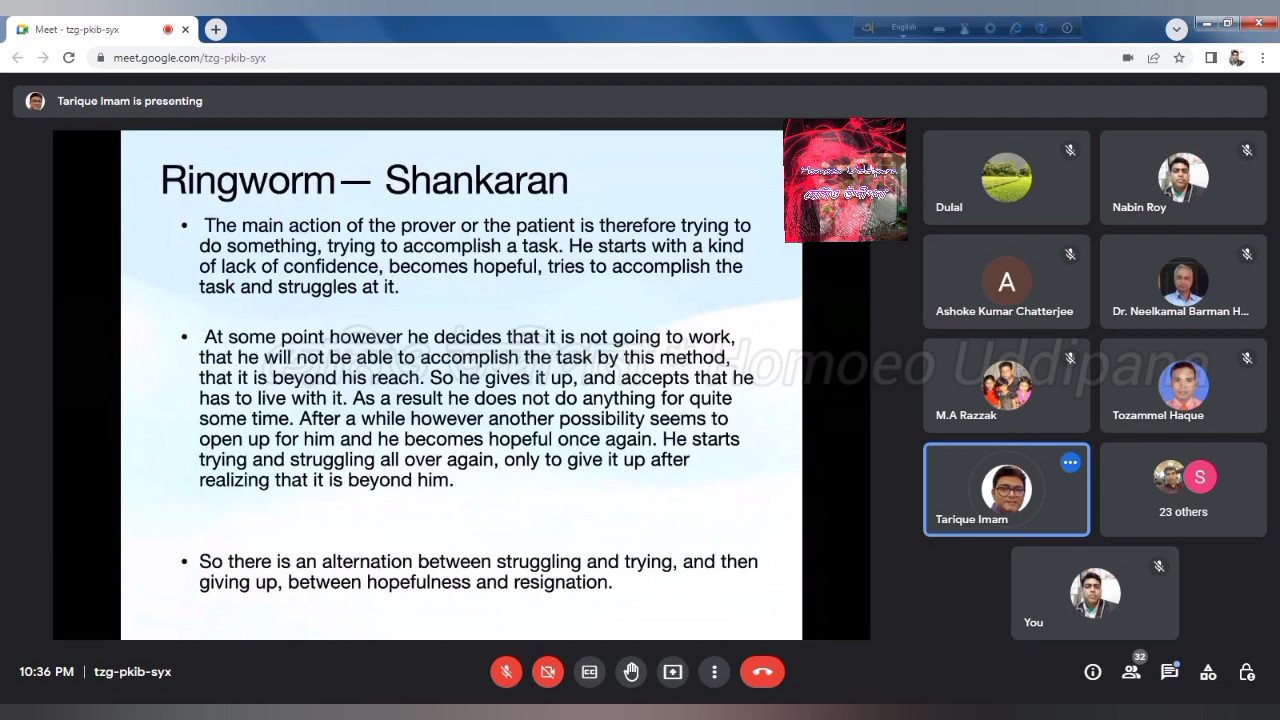 Meet - tzg-pkib-syx
English
meet.google.com/tzg-pkib-syx
Tarique Imam is presenting
Ringworm— Shankaran
• The main action of the prover or the patient is therefore trying to
do something, trying to accomplish a task. He starts with a kind
of lack of confidence, becomes hopeful, tries to accomplish the
task and struggles at it.
• At some point however he decides that it is not going to work,
that he will not be able to accomplish the task by this method,
that it is beyond his reach. So he gives it up, and accepts that he
has to live with it. As a result he does not do anything for quite
some time. After a while however another possibility seems to
open up for him and he becomes hopeful once again. He starts
trying and struggling all over again, only to give it up after
realizing that it is beyond him.
• So there is an alternation between struggling and trying, and then
giving up, between hopefulness and resignation.
Homoeo Uddipana
Homoeo Uddipana
Dulal
Nabin Roy
A
Ashoke Kumar Chatterjee
Dr. Neelkamal Barman H...
M.A Razzak
Tozammel Haque
Tarique Imam
S
23 others
You
10:36 PM | tzg-pkib-syx
32